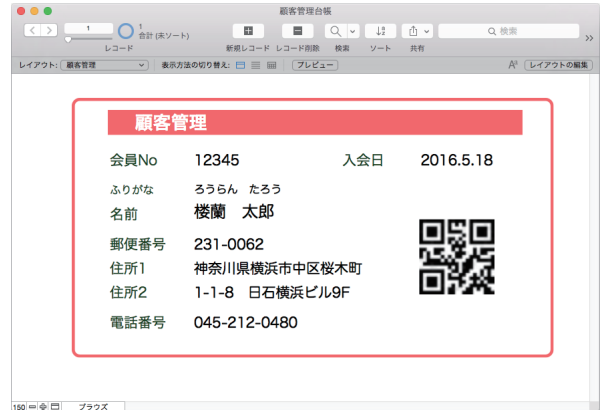 顧客管理台帳
1
1
合計 (未ソート)
レコード
新規レコード レコード削除 検索 ソート 共有
検索
レイアウト: 顧客管理 表示方法の切り替え: プレビュー レイアウトの編集
顧客管理
会員No 12345 入会日 2016.5.18
ふりがな ろうらん たろう
名前 楼蘭 太郎
郵便番号 231-0062
住所1 神奈川県横浜市中区桜木町
住所2 1-1-8 日石横浜ビル9F
電話番号 045-212-0480
150 ブラウズ